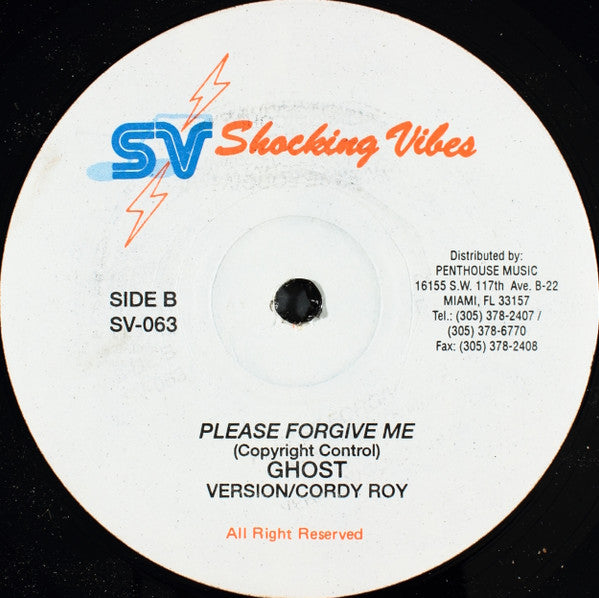 SV Shocking Vibes
SIDE B
SV-063
Distributed by:
PENTHOUSE MUSIC
16155 S.W. 117th Ave. B-22
MIAMI, FL 33157
Tel.: (305) 378-2407 /
(305) 378-6770
Fax: (305) 378-2408
PLEASE FORGIVE ME
(Copyright Control)
GHOST
VERSION/CORDY ROY
All Right Reserved